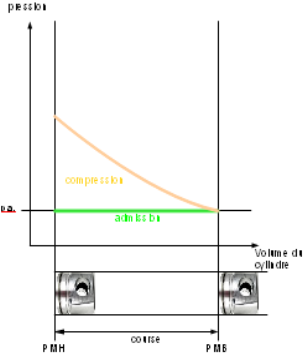 pression
compression
p.a.
admission
Volume du
cylindre
PMH
PMB
course